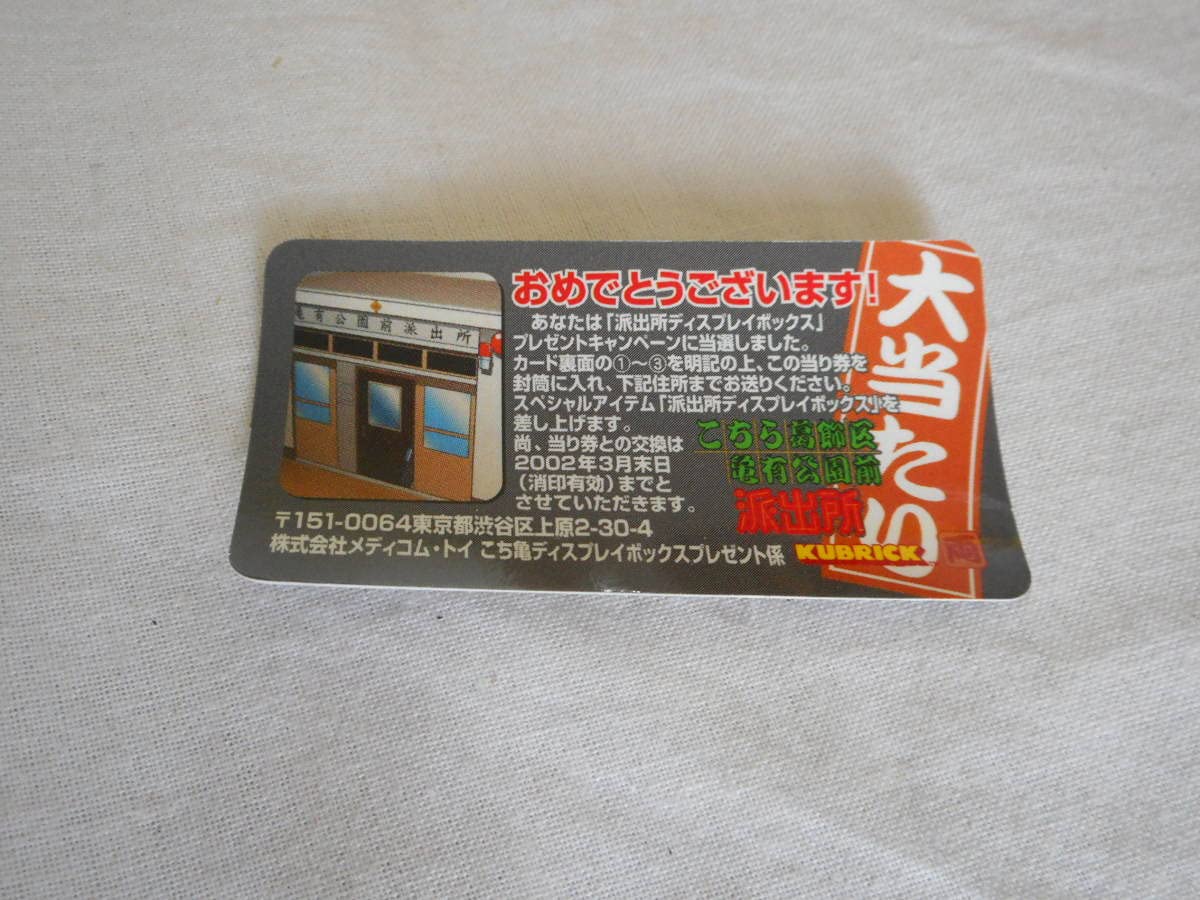 亀有公園前派出所
おめでとうございます!
あなたは「派出所ディスプレイボックス」
プレゼントキャンペーンに当選しました。
カード裏面の①~③を明記の上、この当り券を
封筒に入れ、下記住所までお送りください。
スペシャルアイテム「派出所ディスプレイボックス」を
差し上げます。
尚、当り券との交換は
2002年3月末日
(消印有効)までと
させていただきます。
〒151-0064東京都渋谷区上原2-30-4
株式会社メディコム・トイ こち亀ディスプレイボックスプレゼント係
こちら葛飾区
亀有公園前
派出所
KUBRICK
大当たり